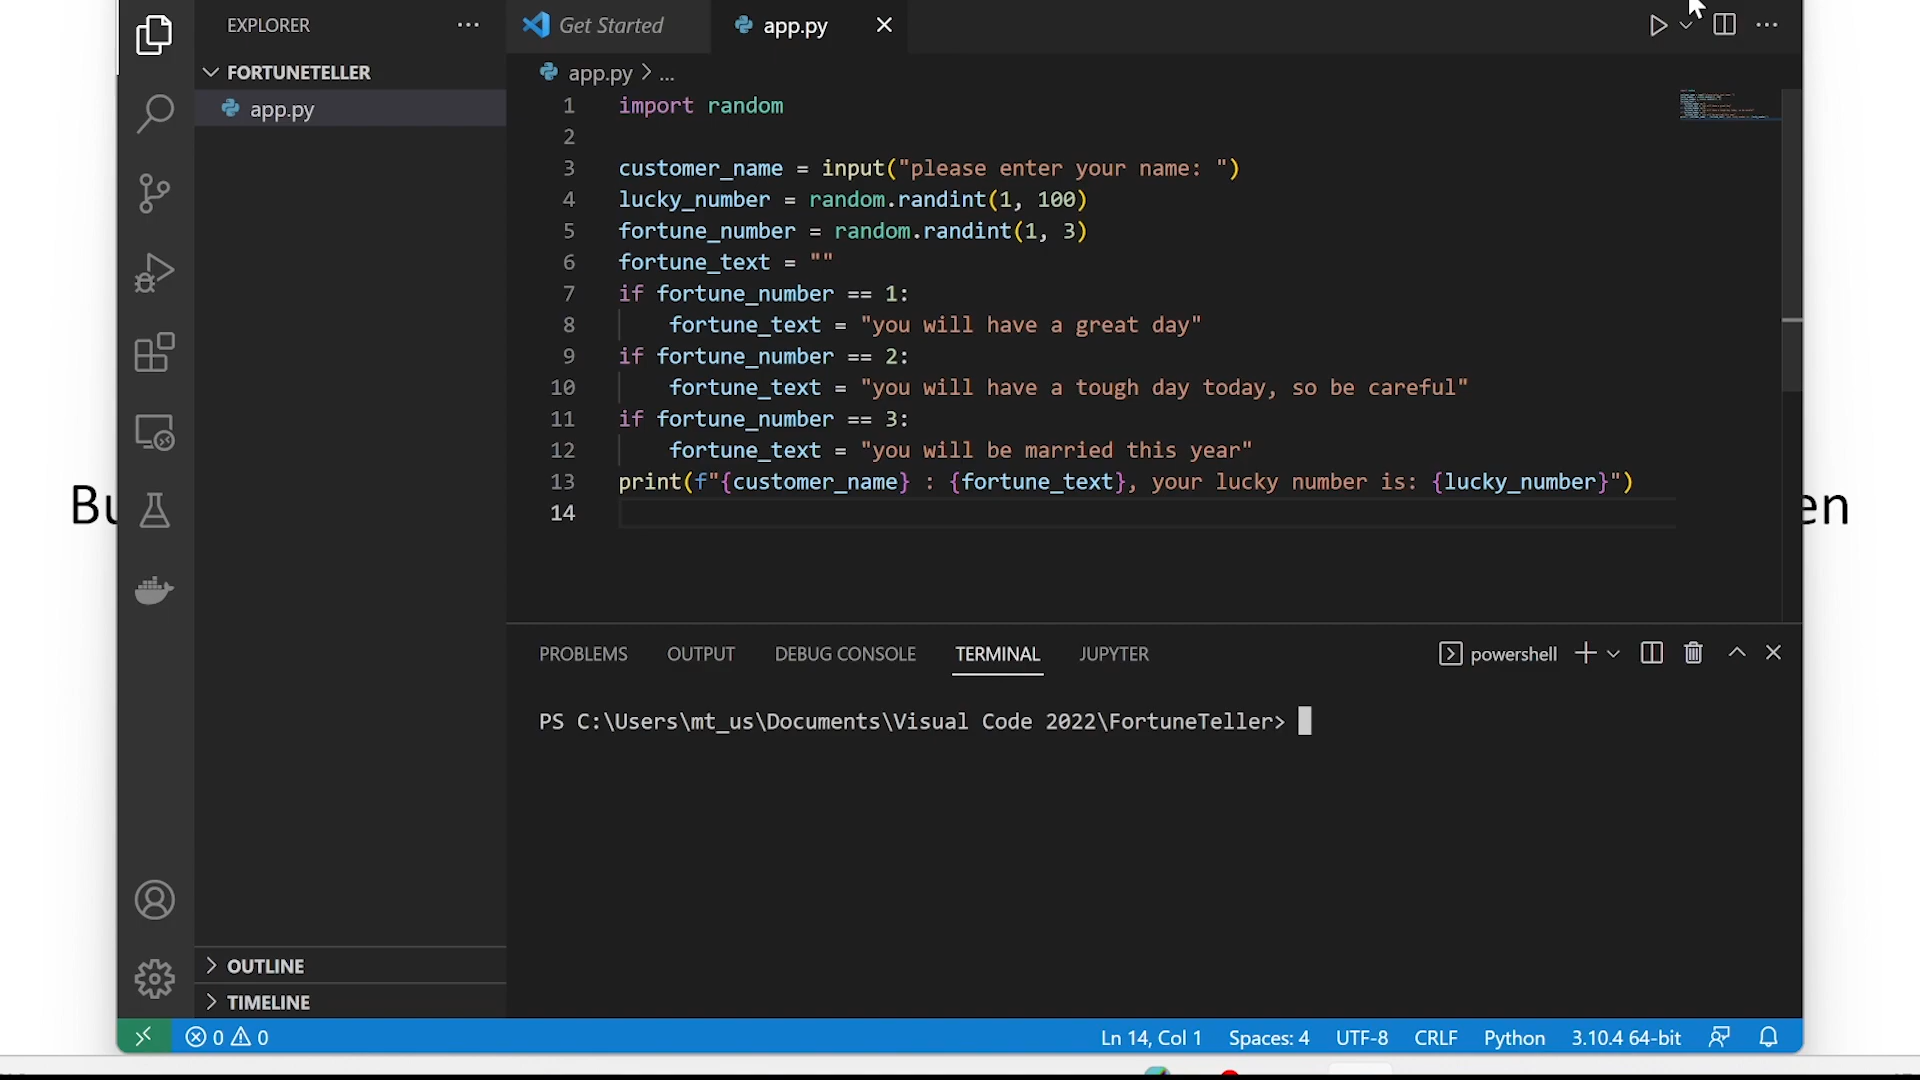 EXPLORER
Get Started
app.py
FORTUNETELLER
app.py
app.py > ...
1 import random
2
3 customer_name = input("please enter your name: ")
4 lucky_number = random.randint(1, 100)
5 fortune_number = random.randint(1, 3)
6 fortune_text = ""
7 if fortune_number == 1:
8 fortune_text = "you will have a great day"
9 if fortune_number == 2:
10 fortune_text = "you will have a tough day today, so be careful"
11 if fortune_number == 3:
12 fortune_text = "you will be married this year"
13 print(f"{customer_name} : {fortune_text}, your lucky number is: {lucky_number}")
14
Bu
en
PROBLEMS OUTPUT DEBUG CONSOLE TERMINAL JUPYTER
powershell
PS C:\Users\mt_us\Documents\Visual Code 2022\FortuneTeller>
OUTLINE
TIMELINE
0 0
Ln 14, Col 1 Spaces: 4 UTF-8 CRLF Python 3.10.4 64-bit